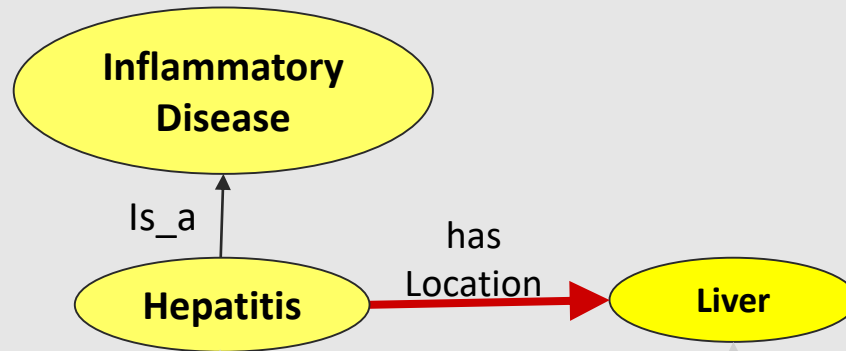 Inflammatory
Disease
Is_a
has
Location
Hepatitis
Liver